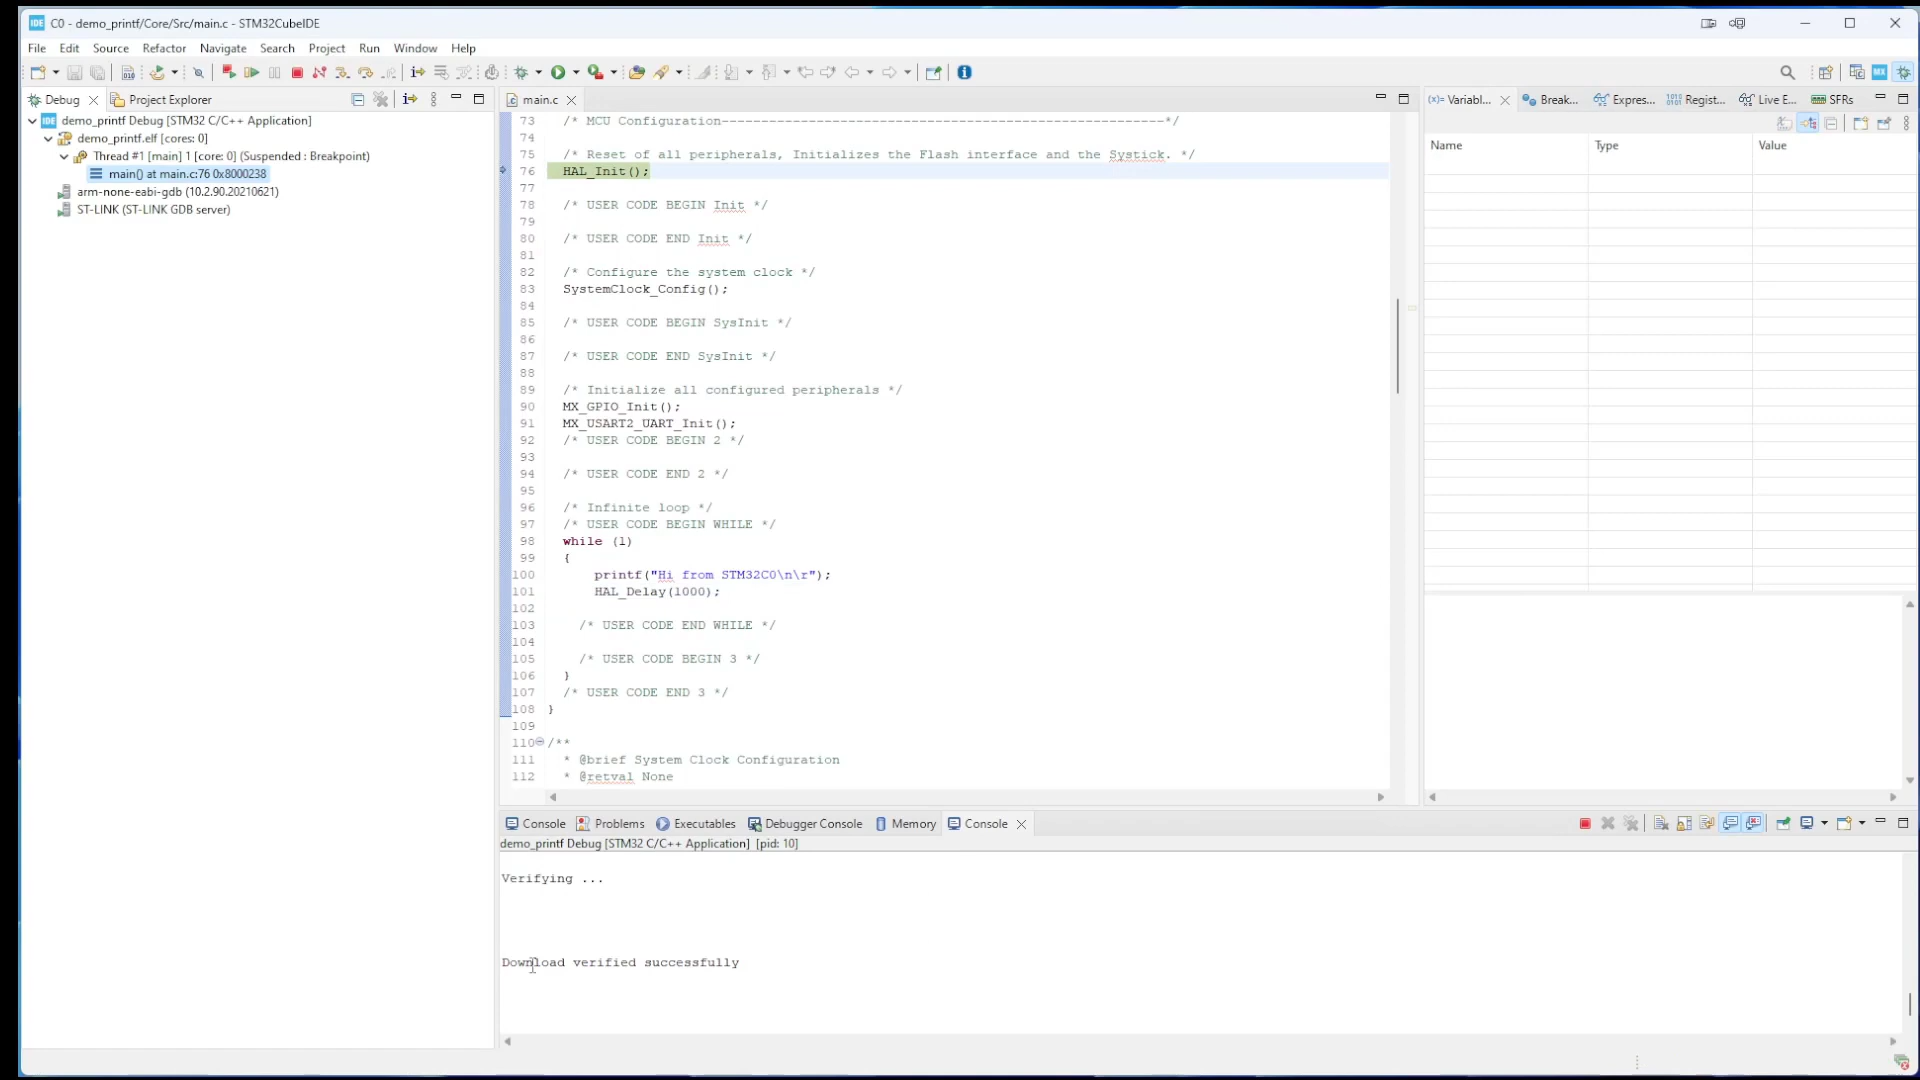 IDE C0 - demo_printf/Core/Src/main.c - STM32CubeIDE
File Edit Source Refactor Navigate Search Project Run Window Help
Debug Project Explorer
demo_printf Debug [STM32 C/C++ Application]
demo_printf.elf [cores: 0]
Thread #1 [main] 1 [core: 0] (Suspended : Breakpoint)
main() at main.c:76 0x8000238
arm-none-eabi-gdb (10.2.90.20210621)
ST-LINK (ST-LINK GDB server)
main.c
73 /* MCU Configuration--------------------------------------------------------*/
74
75 /* Reset of all peripherals, Initializes the Flash interface and the Systick. */
76 HAL_Init();
77
78 /* USER CODE BEGIN Init */
79
80 /* USER CODE END Init */
81
82 /* Configure the system clock */
83 SystemClock_Config();
84
85 /* USER CODE BEGIN SysInit */
86
87 /* USER CODE END SysInit */
88
89 /* Initialize all configured peripherals */
90 MX_GPIO_Init();
91 MX_USART2_UART_Init();
92 /* USER CODE BEGIN 2 */
93
94 /* USER CODE END 2 */
95
96 /* Infinite loop */
97 /* USER CODE BEGIN WHILE */
98 while (1)
99 {
100 printf("Hi from STM32C0\n\r");
101 HAL_Delay(1000);
102
103 /* USER CODE END WHILE */
104
105 /* USER CODE BEGIN 3 */
106 }
107 /* USER CODE END 3 */
108 }
109
110 /**
111 * @brief System Clock Configuration
112 * @retval None
(x)= Variabl... Break... Expres... Regist... Live E... SFRs
Name Type Value
Console Problems Executables Debugger Console Memory Console
demo_printf Debug [STM32 C/C++ Application] [pid: 10]
Verifying ...
Download verified successfully